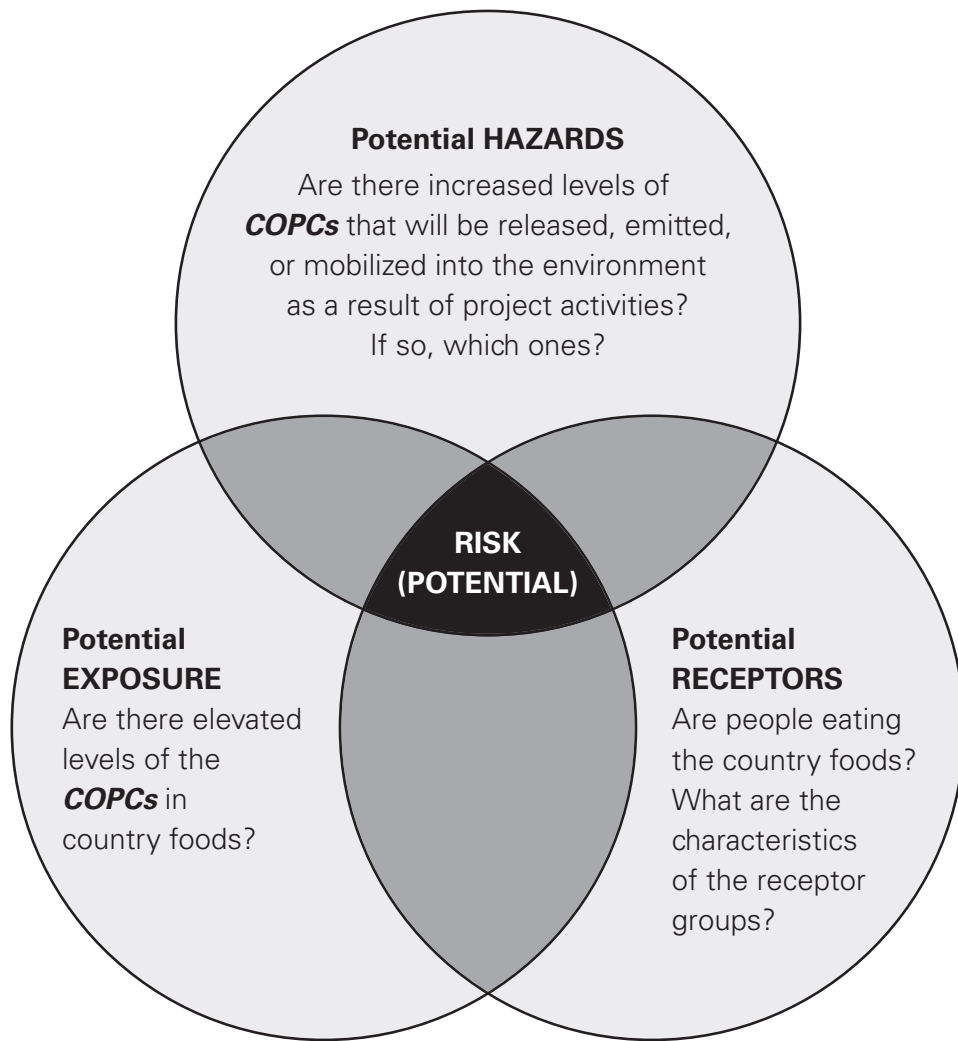 Potential HAZARDS
Are there increased levels of
COPCs that will be released, emitted,
or mobilized into the environment
as a result of project activities?
If so, which ones?
RISK
(POTENTIAL)
Potential
EXPOSURE
Are there elevated
levels of the
COPCs in
country foods?
Potential
RECEPTORS
Are people eating
the country foods?
What are the
characteristics
of the receptor
groups?